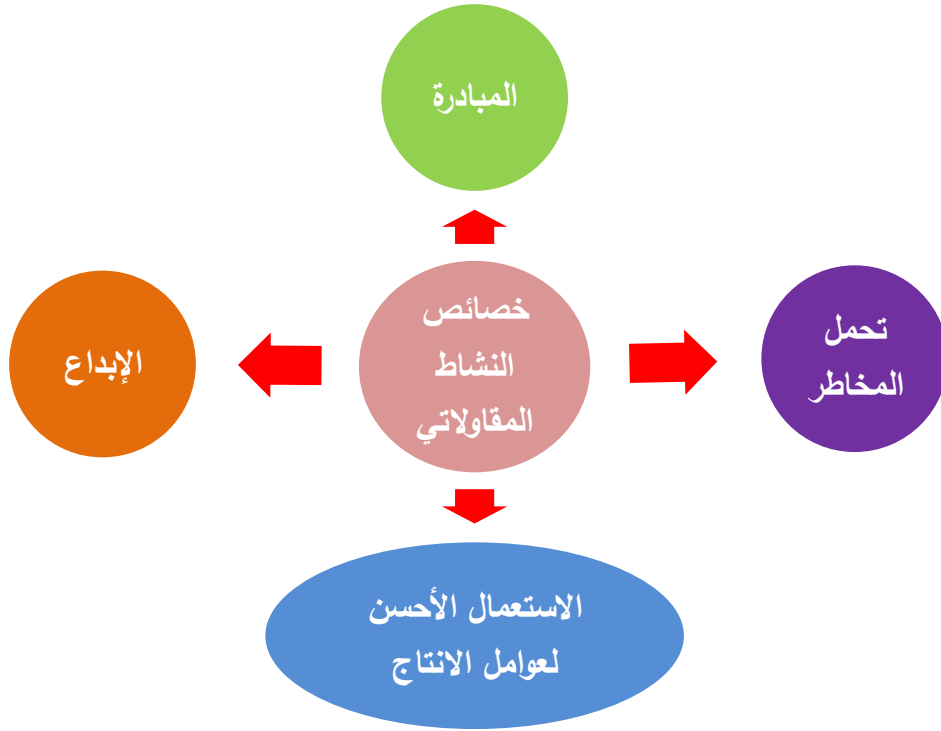 المبادرة
خصائص
النشاط
المقاولاتي
تحمل
المخاطر
الإبداع
الاستعمال الأحسن
لعوامل الانتاج